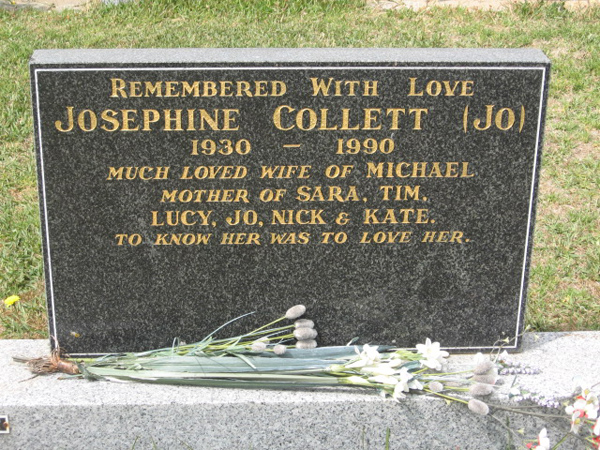 REMEMBERED WITH LOVE
JOSEPHINE COLLETT (JO)
1930 — 1990
MUCH LOVED WIFE OF MICHAEL
MOTHER OF SARA, TIM,
LUCY, JO, NICK & KATE.
TO KNOW HER WAS TO LOVE HER.